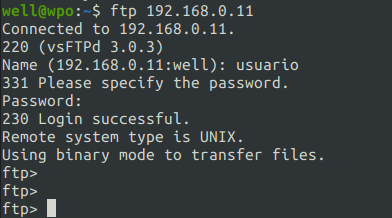 well@wpo:~$ ftp 192.168.0.11
Connected to 192.168.0.11.
220 (vsFTPd 3.0.3)
Name (192.168.0.11:well): usuario
331 Please specify the password.
Password:
230 Login successful.
Remote system type is UNIX.
Using binary mode to transfer files.
ftp>
ftp>
ftp>